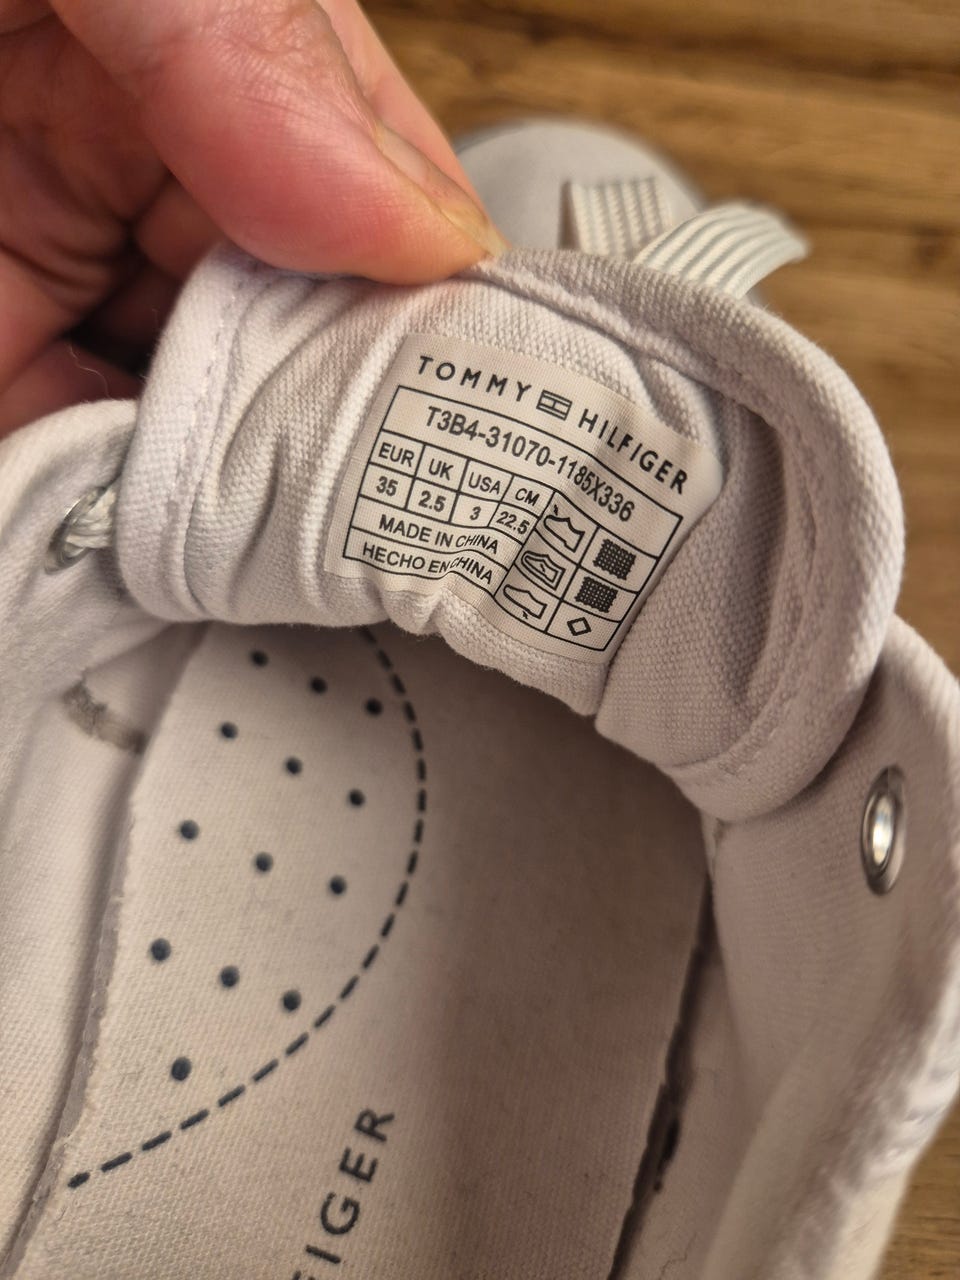 TOMMY HILFIGER
T3B4-31070-1185X336
EUR UK USA CM
35 2.5 3 22.5
MADE IN CHINA
HECHO EN CHINA
FIGER